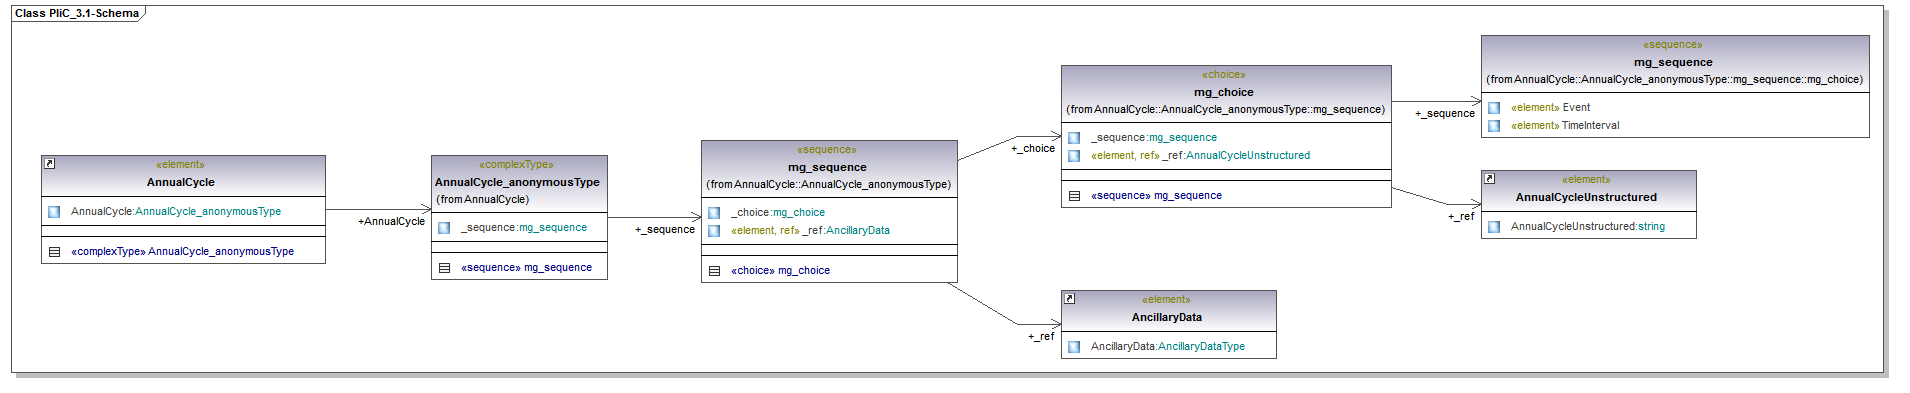 Class PliC_3.1-Schema
«element»
AnnualCycle
AnnualCycle:AnnualCycle_anonymousType
«complexType» AnnualCycle_anonymousType
+AnnualCycle
«complexType»
AnnualCycle_anonymousType
(from AnnualCycle)
_sequence:mg_sequence
«sequence» mg_sequence
+_sequence
«sequence»
mg_sequence
(from AnnualCycle::AnnualCycle_anonymousType)
_choice:mg_choice
«element, ref» _ref:AncillaryData
«choice» mg_choice
+_choice
+_ref
«choice»
mg_choice
(from AnnualCycle::AnnualCycle_anonymousType::mg_sequence)
_sequence:mg_sequence
«element, ref» _ref:AnnualCycleUnstructured
«sequence» mg_sequence
+_sequence
+_ref
«element»
AncillaryData
AncillaryData:AncillaryDataType
«sequence»
mg_sequence
(from AnnualCycle::AnnualCycle_anonymousType::mg_sequence::mg_choice)
«element» Event
«element» TimeInterval
«element»
AnnualCycleUnstructured
AnnualCycleUnstructured:string